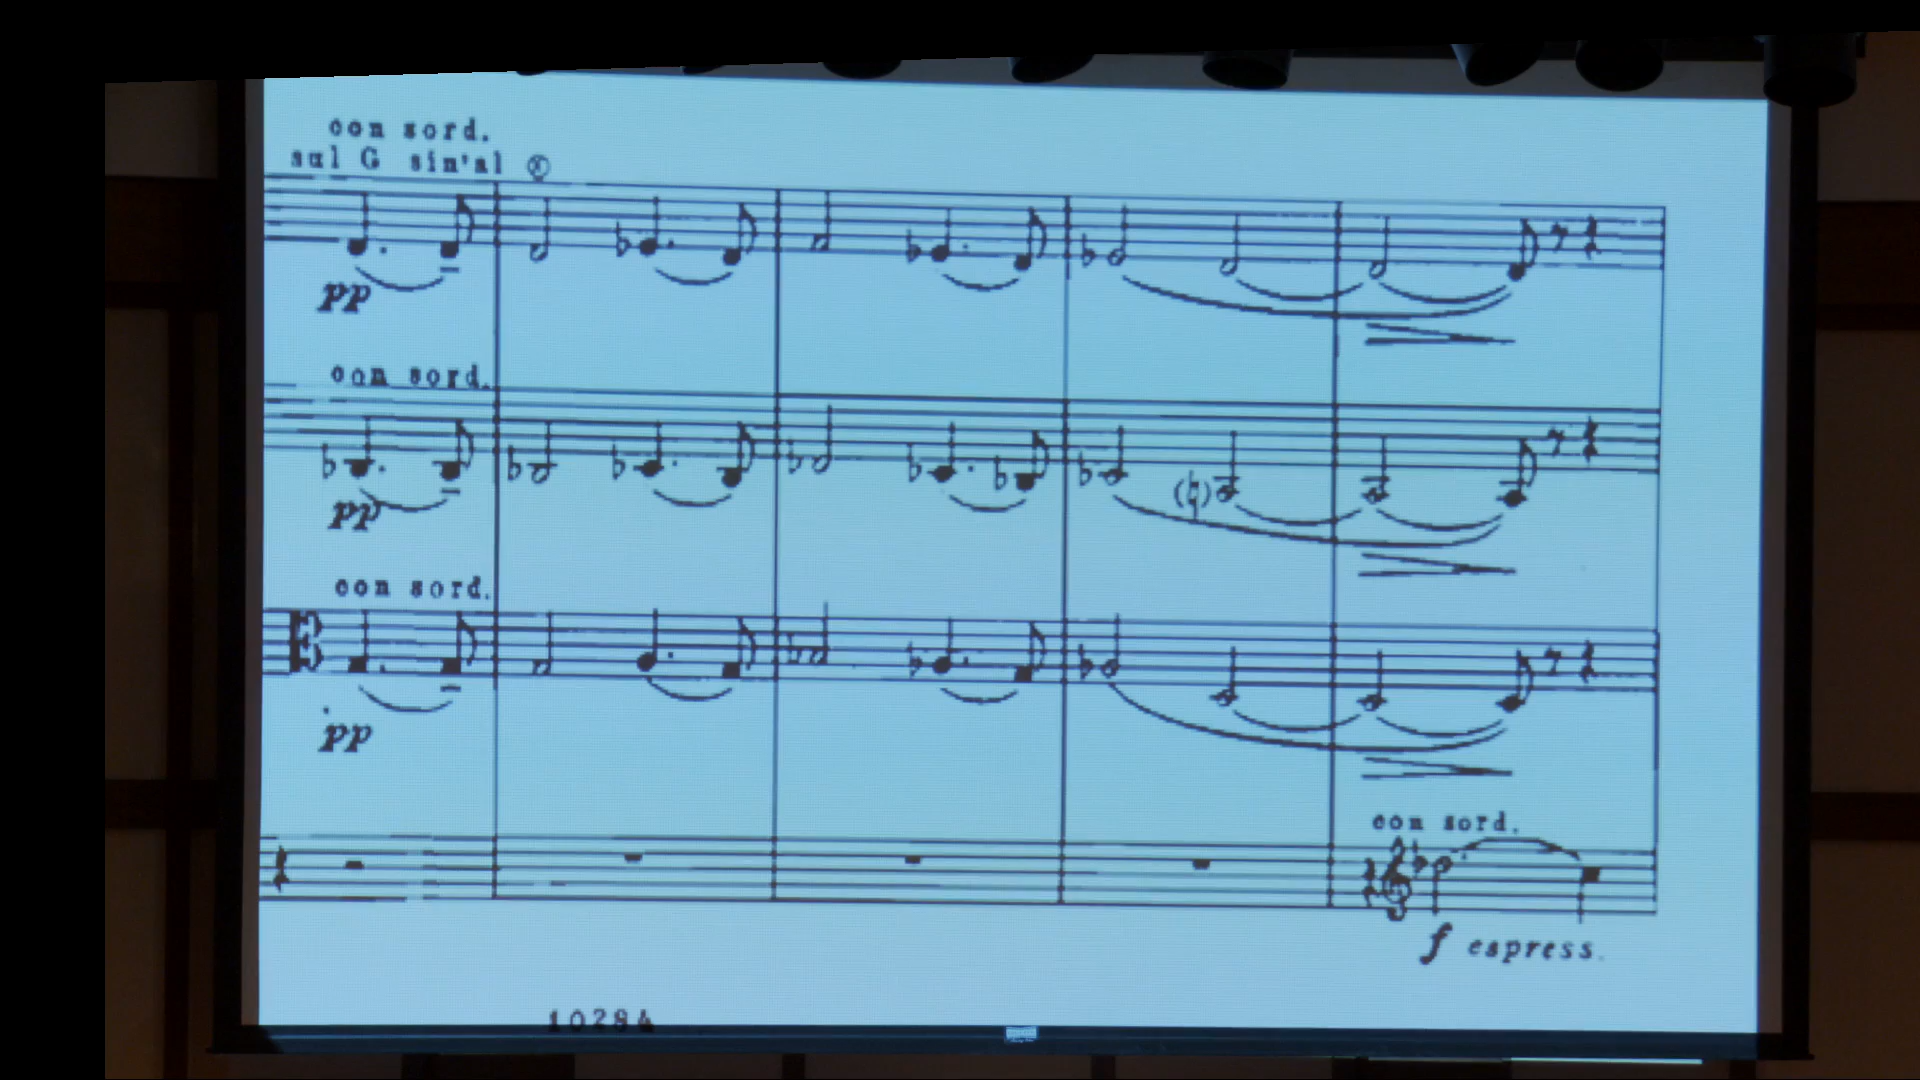 con sord.
sul G sin'al ⊗
pp
con sord.
pp
con sord.
pp
con sord.
f espress.
10284